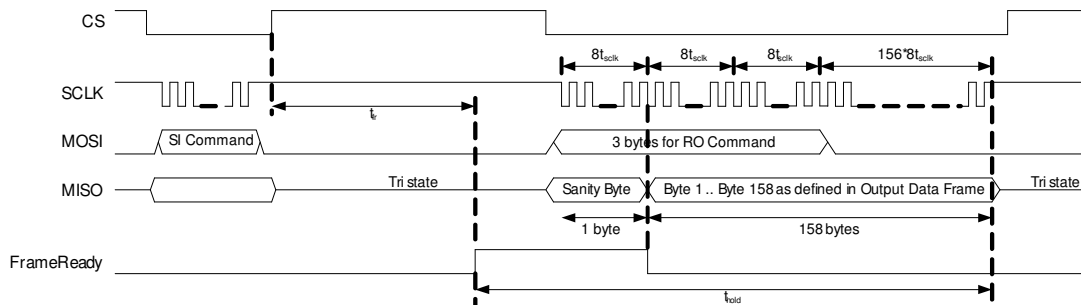 CS
8t_sclk 8t_sclk 8t_sclk 156*8t_sclk
SCLK
t_fr
MOSI SI Command 3 bytes for RO Command
MISO Tri state Sanity Byte Byte 1 .. Byte 158 as defined in Output Data Frame Tri state
1 byte 158 bytes
FrameReady
t_hold